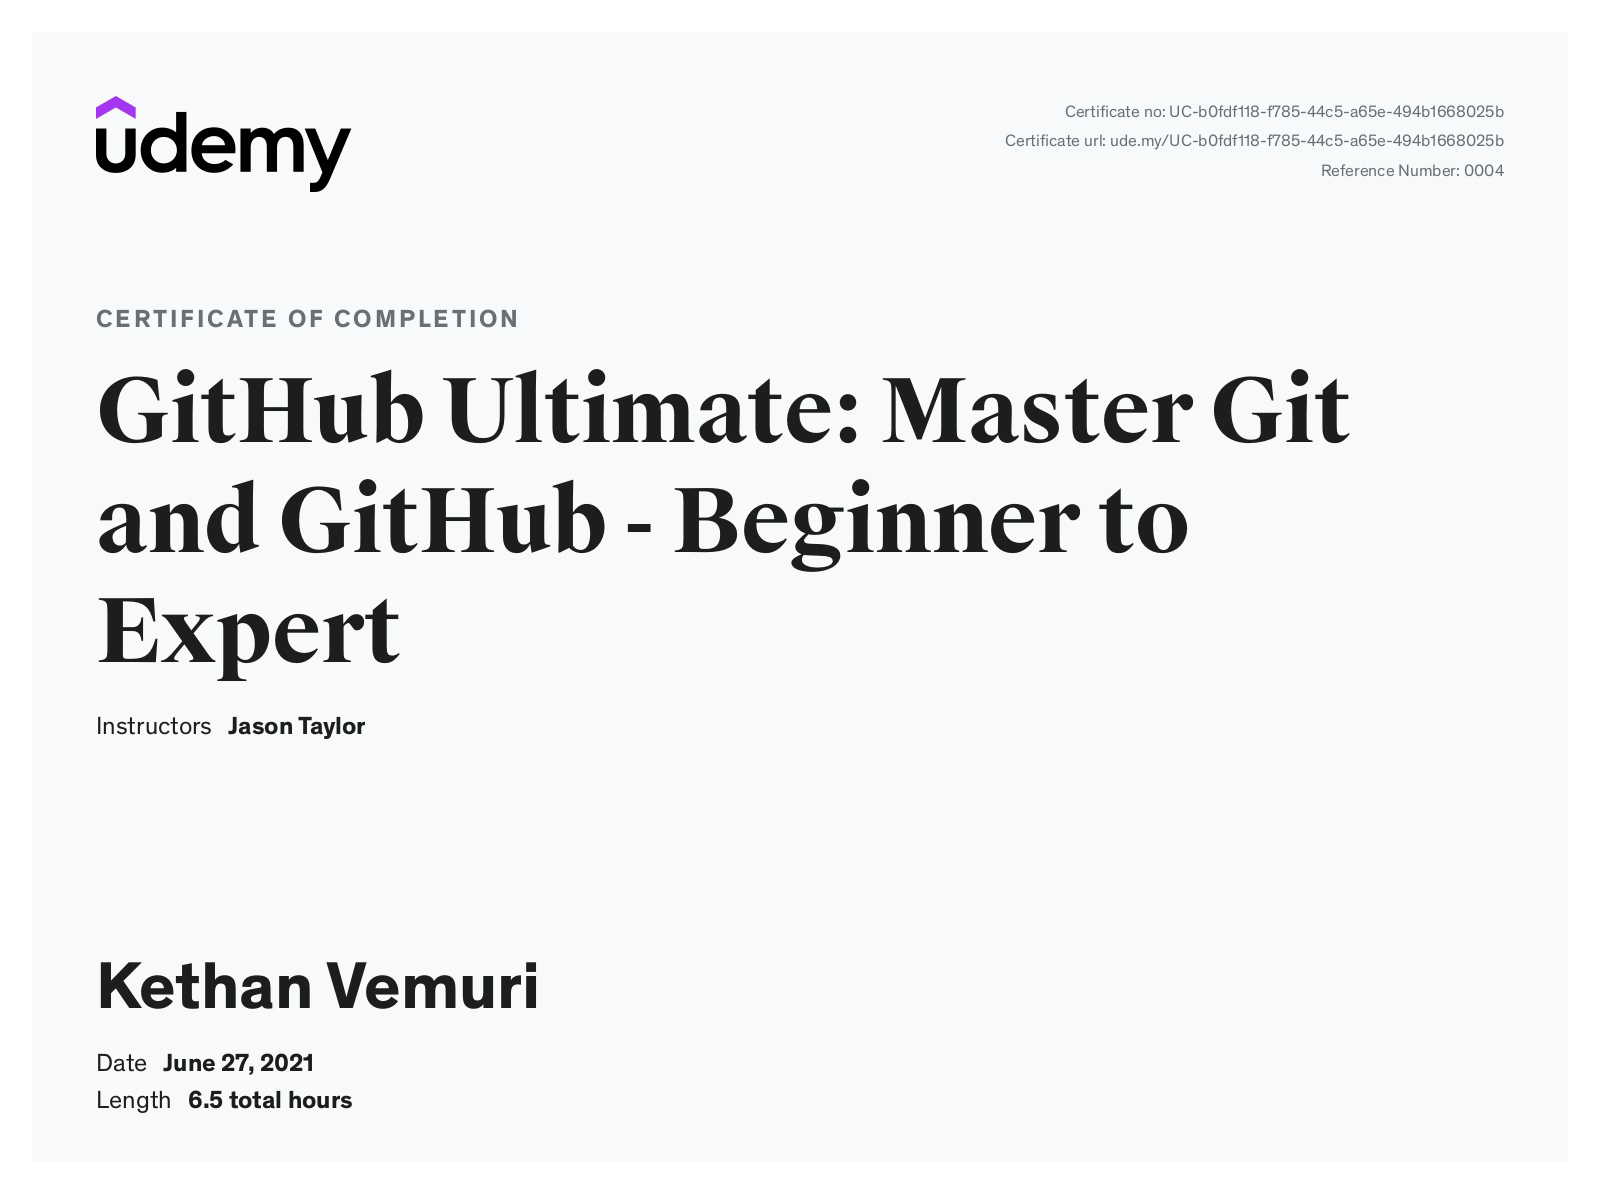 udemy
Certificate no: UC-b0fdf118-f785-44c5-a65e-494b1668025b
Certificate url: ude.my/UC-b0fdf118-f785-44c5-a65e-494b1668025b
Reference Number: 0004
CERTIFICATE OF COMPLETION
GitHub Ultimate: Master Git
and GitHub - Beginner to
Expert
Instructors Jason Taylor
Kethan Vemuri
Date June 27, 2021
Length 6.5 total hours